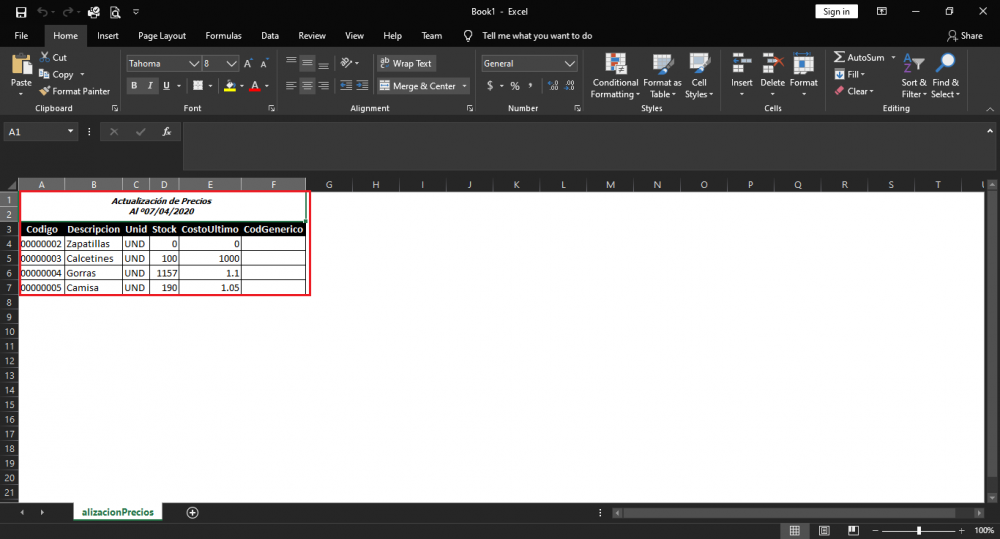 Book1 - Excel
Sign in
File Home Insert Page Layout Formulas Data Review View Help Team Tell me what you want to do Share
Paste
Cut
Copy
Format Painter
Clipboard
Tahoma 8
B I U
Font
Wrap Text
Merge & Center
Alignment
General
$ % ,
Number
Conditional Formatting
Format as Table
Cell Styles
Styles
Insert Delete Format
Cells
AutoSum
Fill
Clear
Sort & Filter
Find & Select
Editing
A1 fx
A B C D E F G H I J K L M N O P Q R S T
1 Actualización de Precios
2 Al º07/04/2020
3 Codigo Descripcion Unid Stock CostoUltimo CodGenerico
4 00000002 Zapatillas UND 0 0
5 00000003 Calcetines UND 100 1000
6 00000004 Gorras UND 1157 1.1
7 00000005 Camisa UND 190 1.05
8
9
10
11
12
13
14
15
16
17
18
19
20
21
alizacionPrecios
100%